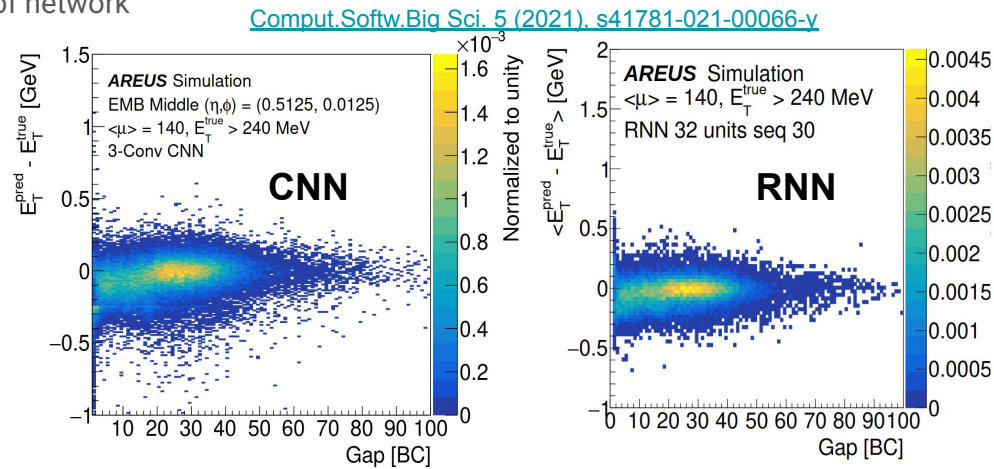 of network
Comput.Softw.Big Sci. 5 (2021), s41781-021-00066-y
×10⁻³
E_T^pred - E_T^true [GeV]
1.5
1
0.5
0
−0.5
−1
AREUS Simulation
EMB Middle (η,ϕ) = (0.5125, 0.0125)
<μ> = 140, E_T^true > 240 MeV
3-Conv CNN
CNN
10 20 30 40 50 60 70 80 90 100
Gap [BC]
1.6
1.4
1.2
1
0.8
0.6
0.4
0.2
0
Normalized to unity
<E_T^pred - E_T^true> [GeV]
2
1.5
1
0.5
0
−0.5
−1
AREUS Simulation
<μ> = 140, E_T^true > 240 MeV
RNN 32 units seq 30
RNN
0 10 20 30 40 50 60 70 80 90 100
Gap [BC]
0.0045
0.004
0.0035
0.003
0.0025
0.002
0.0015
0.001
0.0005
0